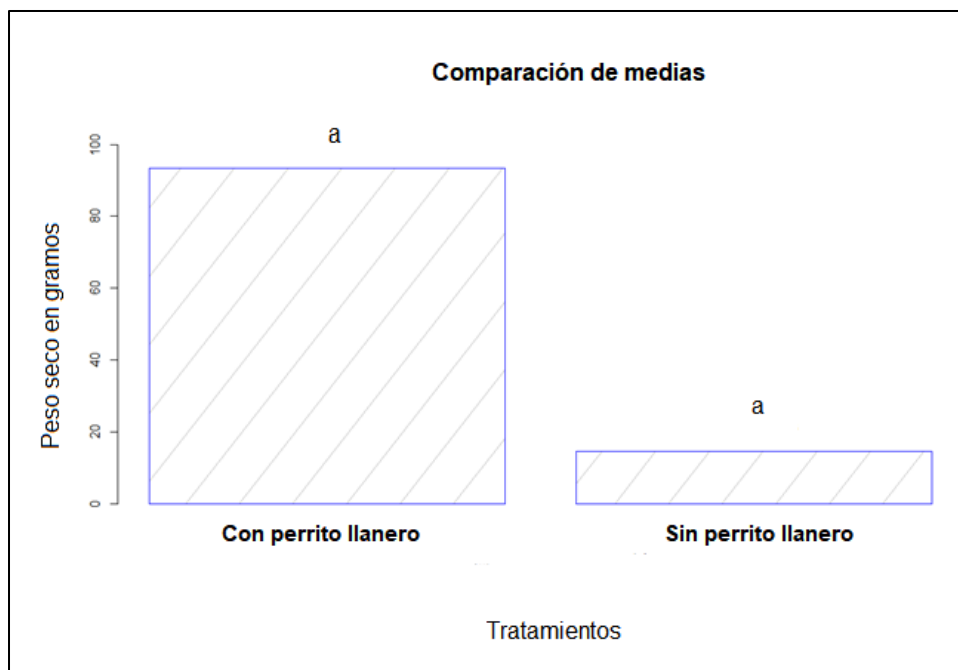 Comparación de medias
a
100
80
60
40
20
0
Peso seco en gramos
a
Con perrito llanero
Sin perrito llanero
Tratamientos